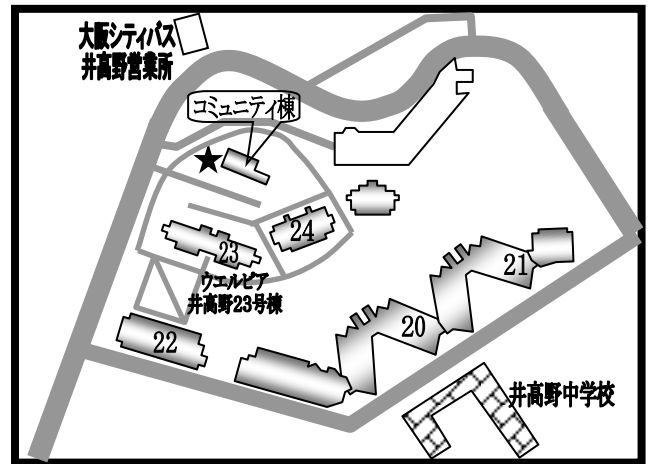 大阪シティバス
井高野営業所
コミュニティ棟
★
24
23
ウエルピア
井高野23号棟
21
20
22
井高野中学校